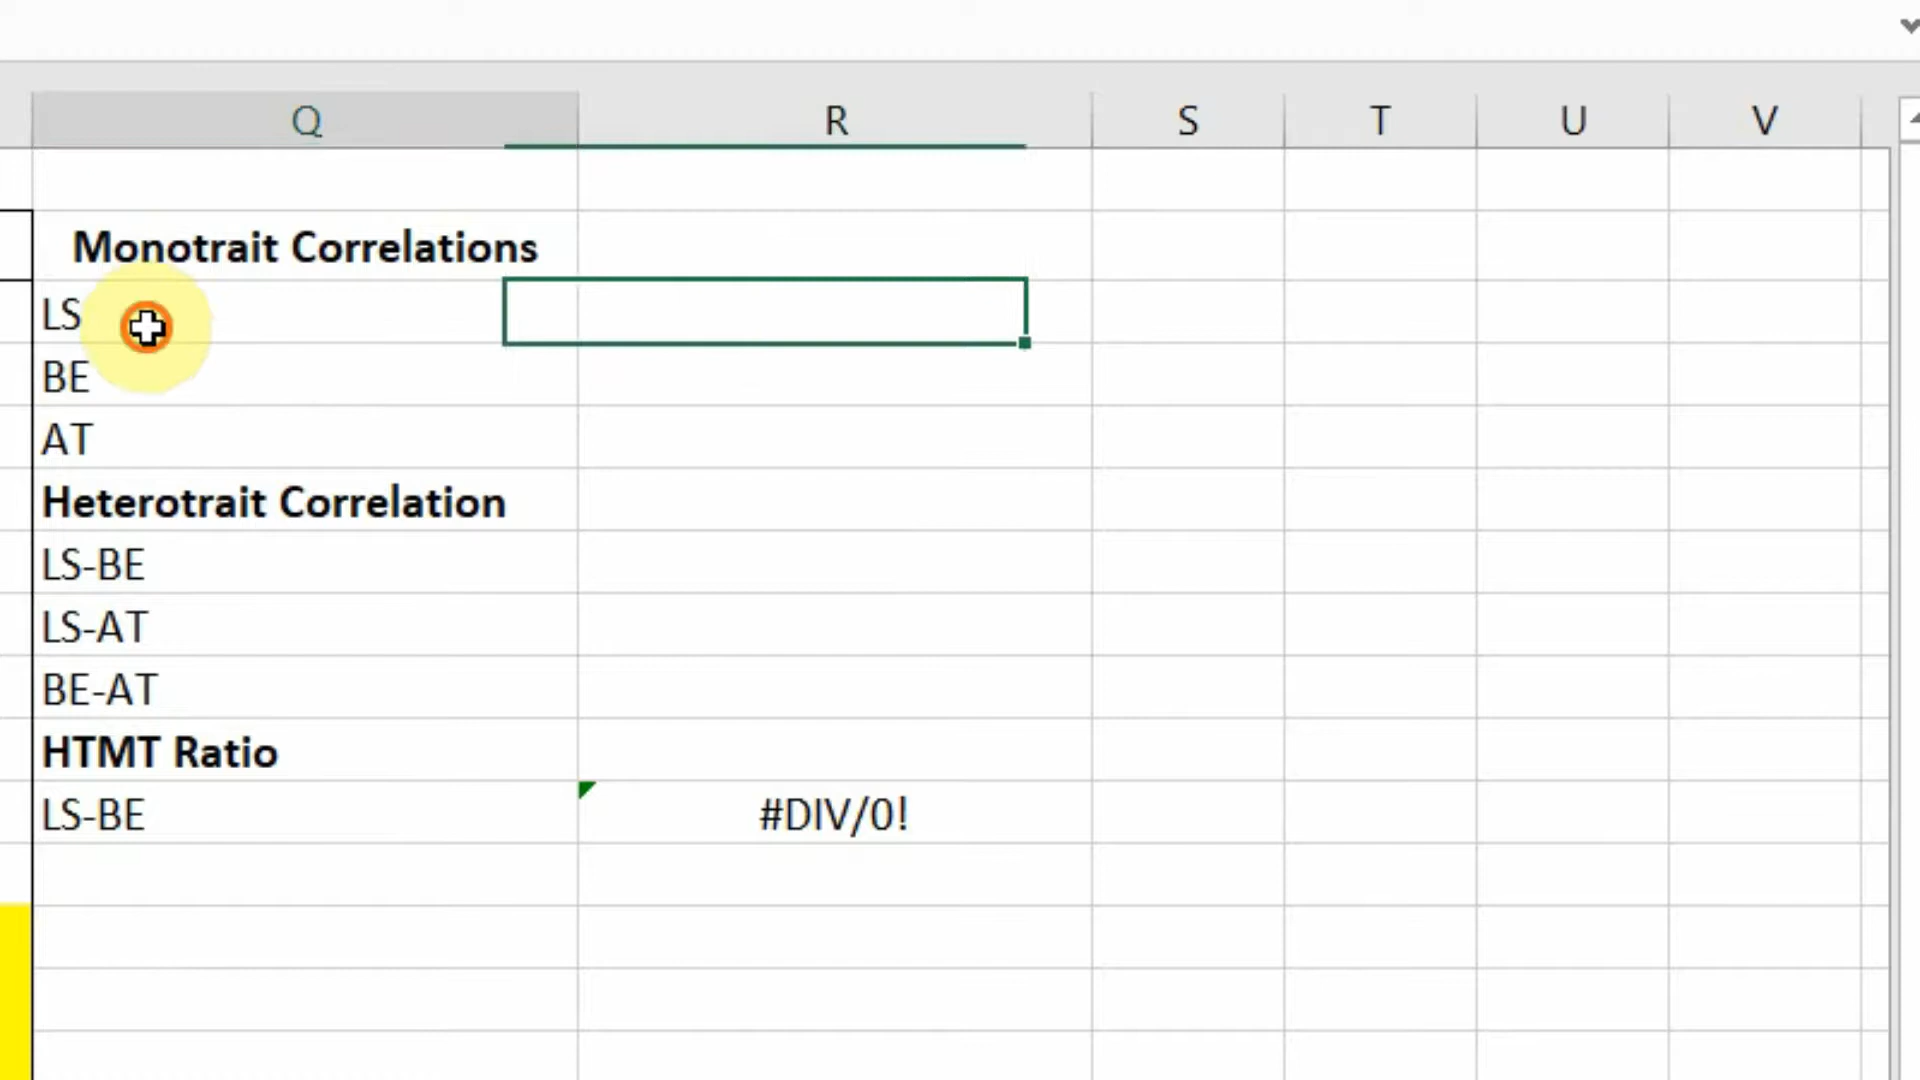 Q R S T U V
Monotrait Correlations
LS
BE
AT
Heterotrait Correlation
LS-BE
LS-AT
BE-AT
HTMT Ratio
LS-BE #DIV/0!